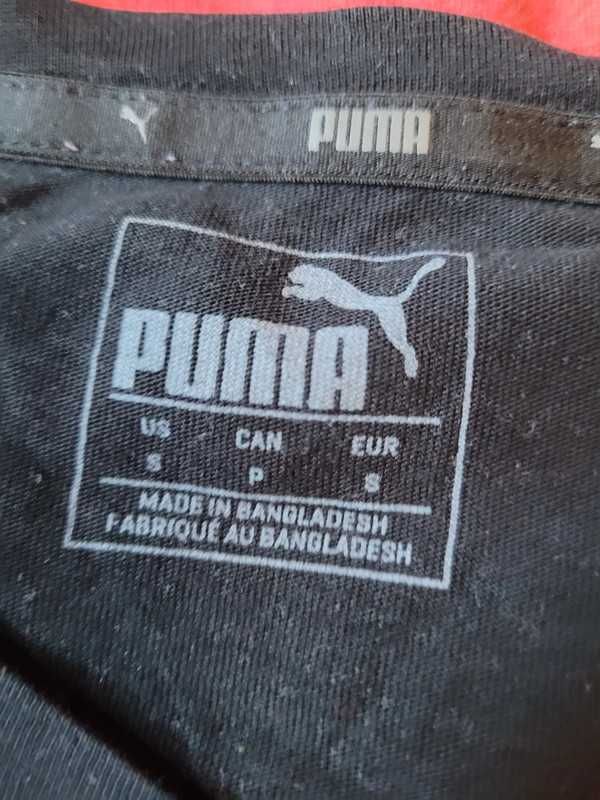 PUMA
PUMA
US CAN EUR
S P S
MADE IN BANGLADESH
FABRIQUÉ AU BANGLADESH